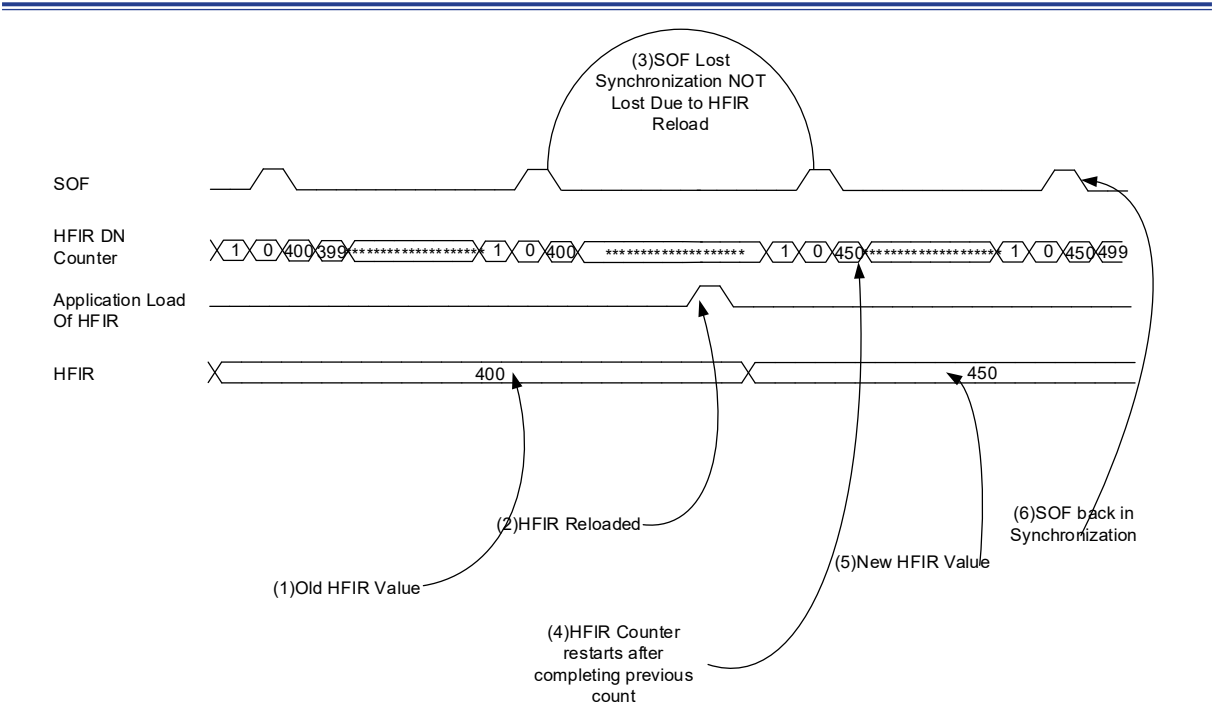 (3)SOF Lost
Synchronization NOT
Lost Due to HFIR
Reload
SOF
HFIR DN
Counter
1 0 400 399 ******************* 1 0 400 ****************** 1 0 450 ******************* 1 0 450 499
Application Load
Of HFIR
HFIR
400
450
(2)HFIR Reloaded
(6)SOF back in
Synchronization
(5)New HFIR Value
(1)Old HFIR Value
(4)HFIR Counter
restarts after
completing previous
count